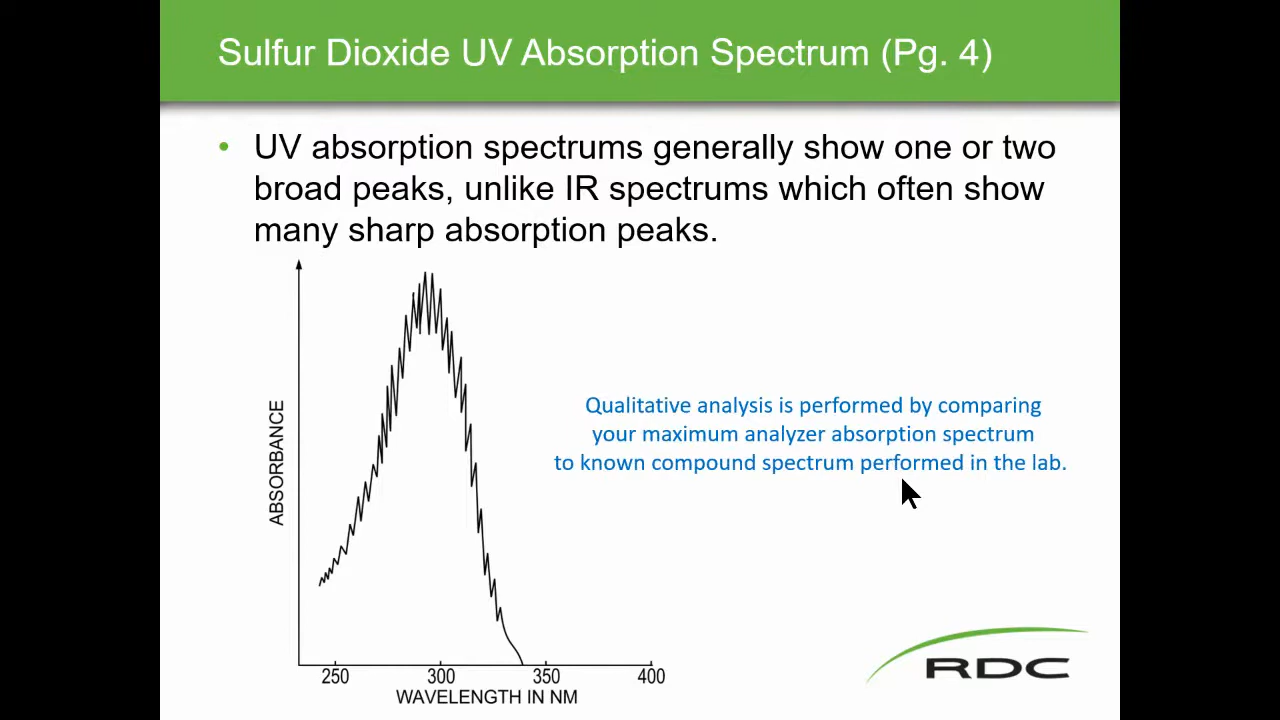 Sulfur Dioxide UV Absorption Spectrum (Pg. 4)
• UV absorption spectrums generally show one or two
broad peaks, unlike IR spectrums which often show
many sharp absorption peaks.
ABSORBANCE
Qualitative analysis is performed by comparing
your maximum analyzer absorption spectrum
to known compound spectrum performed in the lab.
250 300 350 400
WAVELENGTH IN NM
RDC